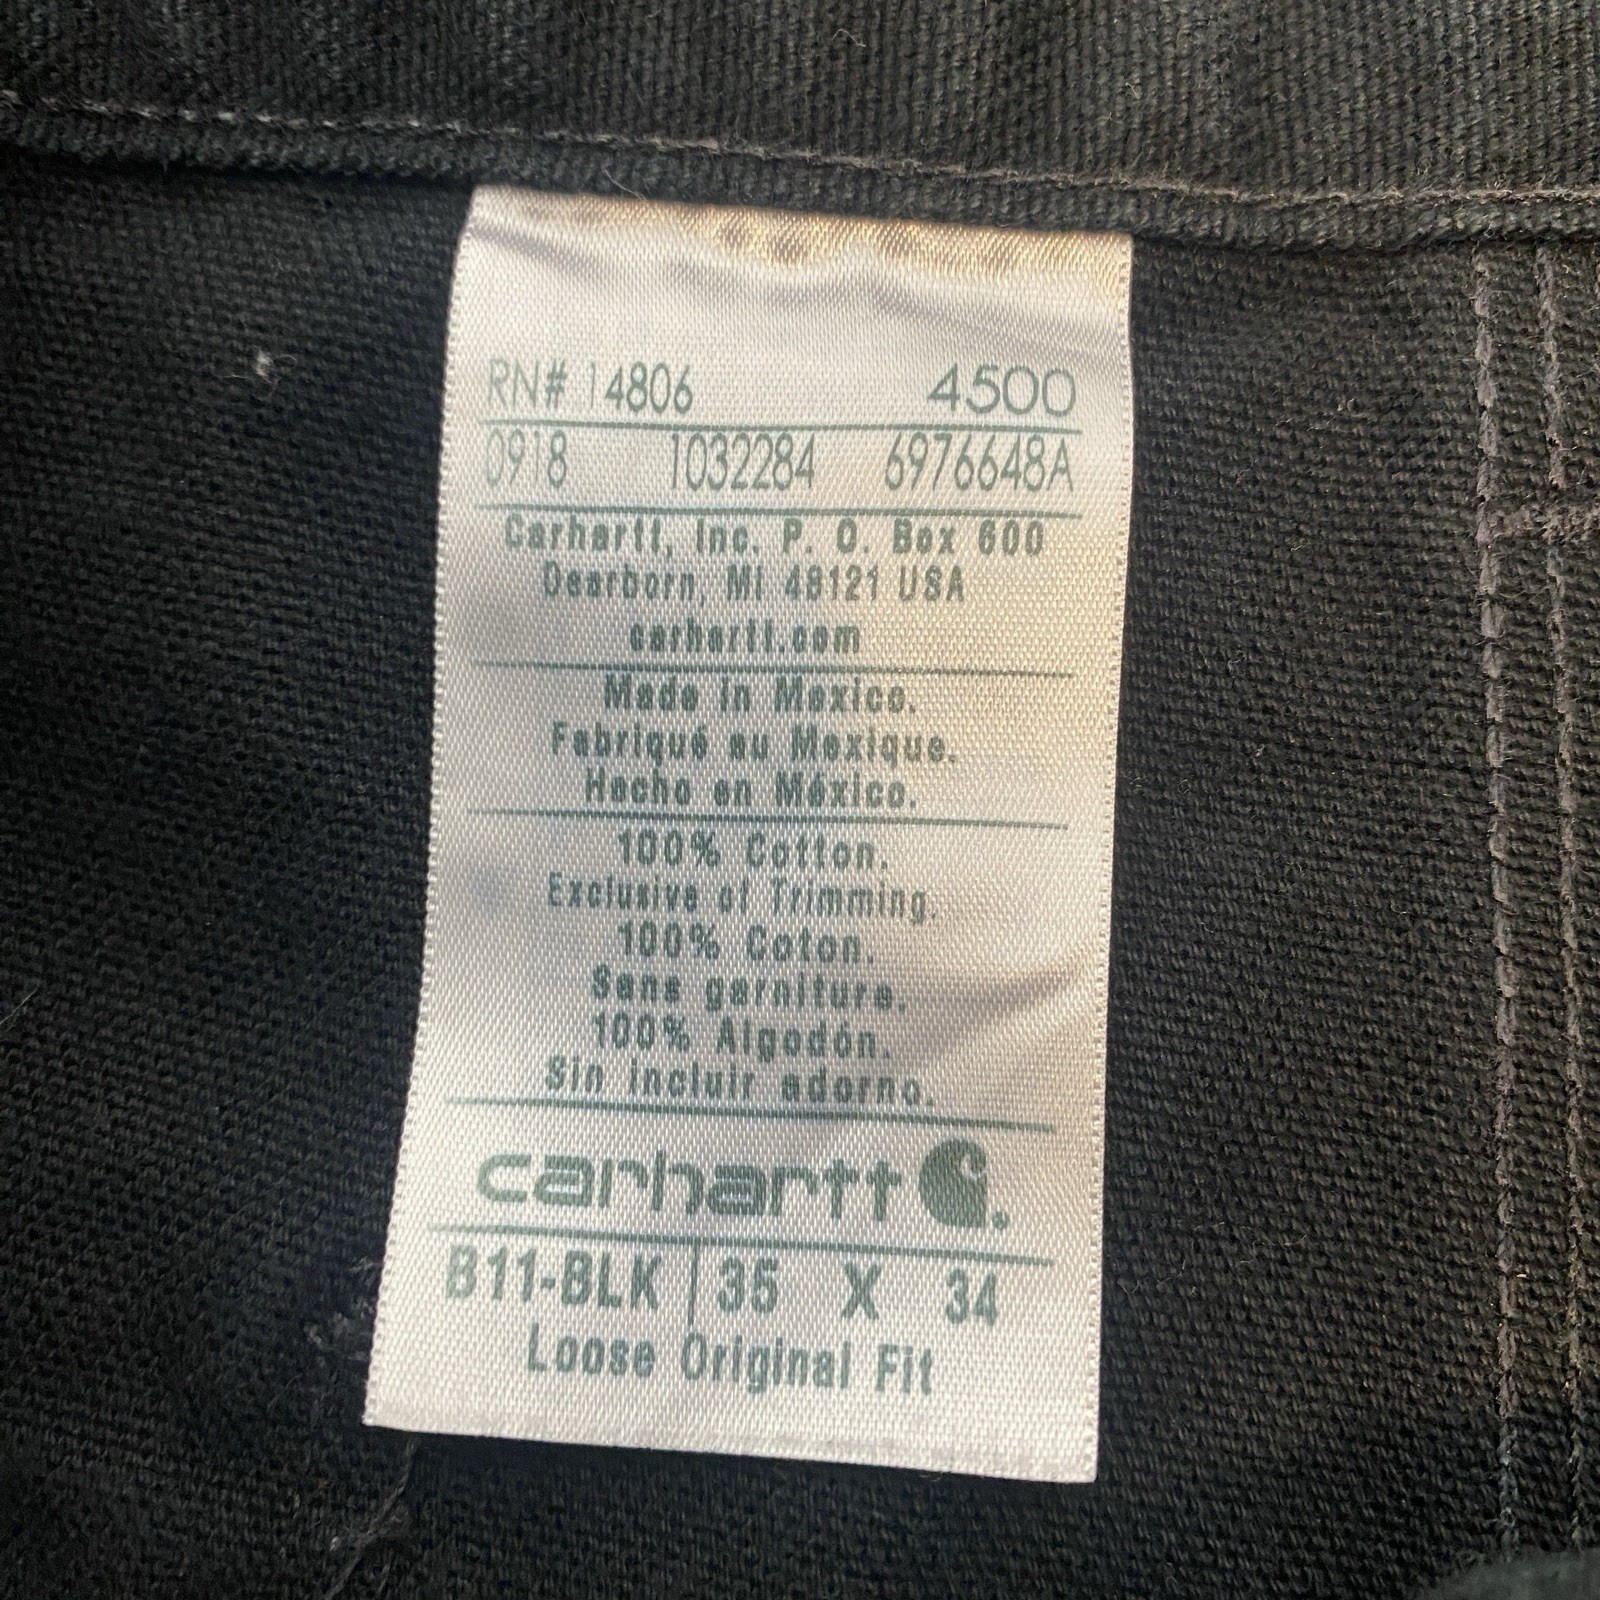 RN# 14806 4500
0918 1032284 6976648A
Carhartt, Inc. P. O. Box 600
Dearborn, MI 48121 USA
carhartt.com
Made in Mexico.
Fabriqué au Mexique.
Hecho en México.
100% Cotton.
Exclusive of Trimming.
100% Coton.
Sans garniture.
100% Algodón.
Sin incluir adorno.
carhartt
B11-BLK 35 X 34
Loose Original Fit